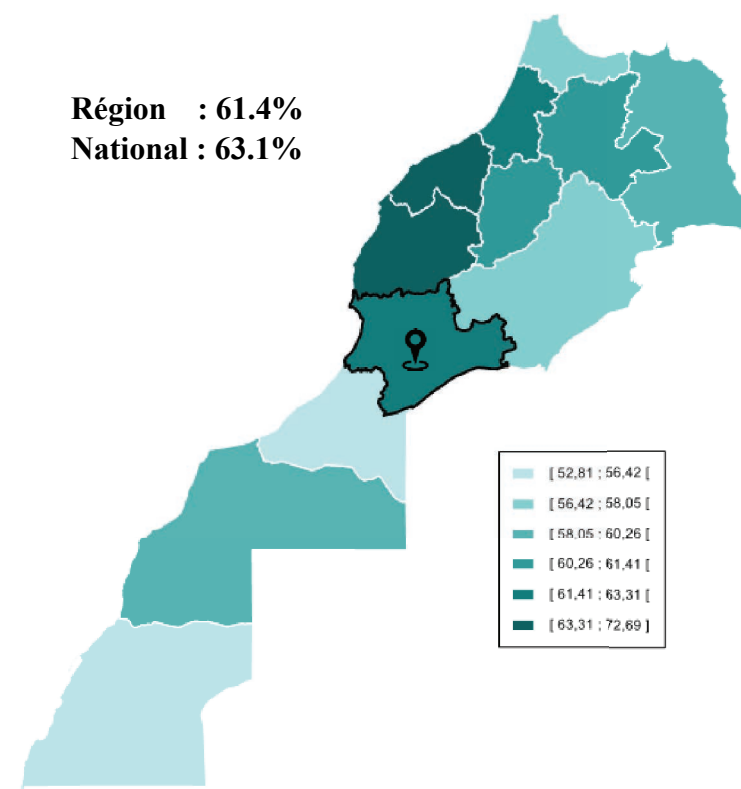 Région : 61.4%
National : 63.1%
[ 52,81 ; 56,42 [
[ 56,42 ; 58,05 [
[ 58,05 ; 60,26 [
[ 60,26 ; 61,41 [
[ 61,41 ; 63,31 [
[ 63,31 ; 72,69 ]